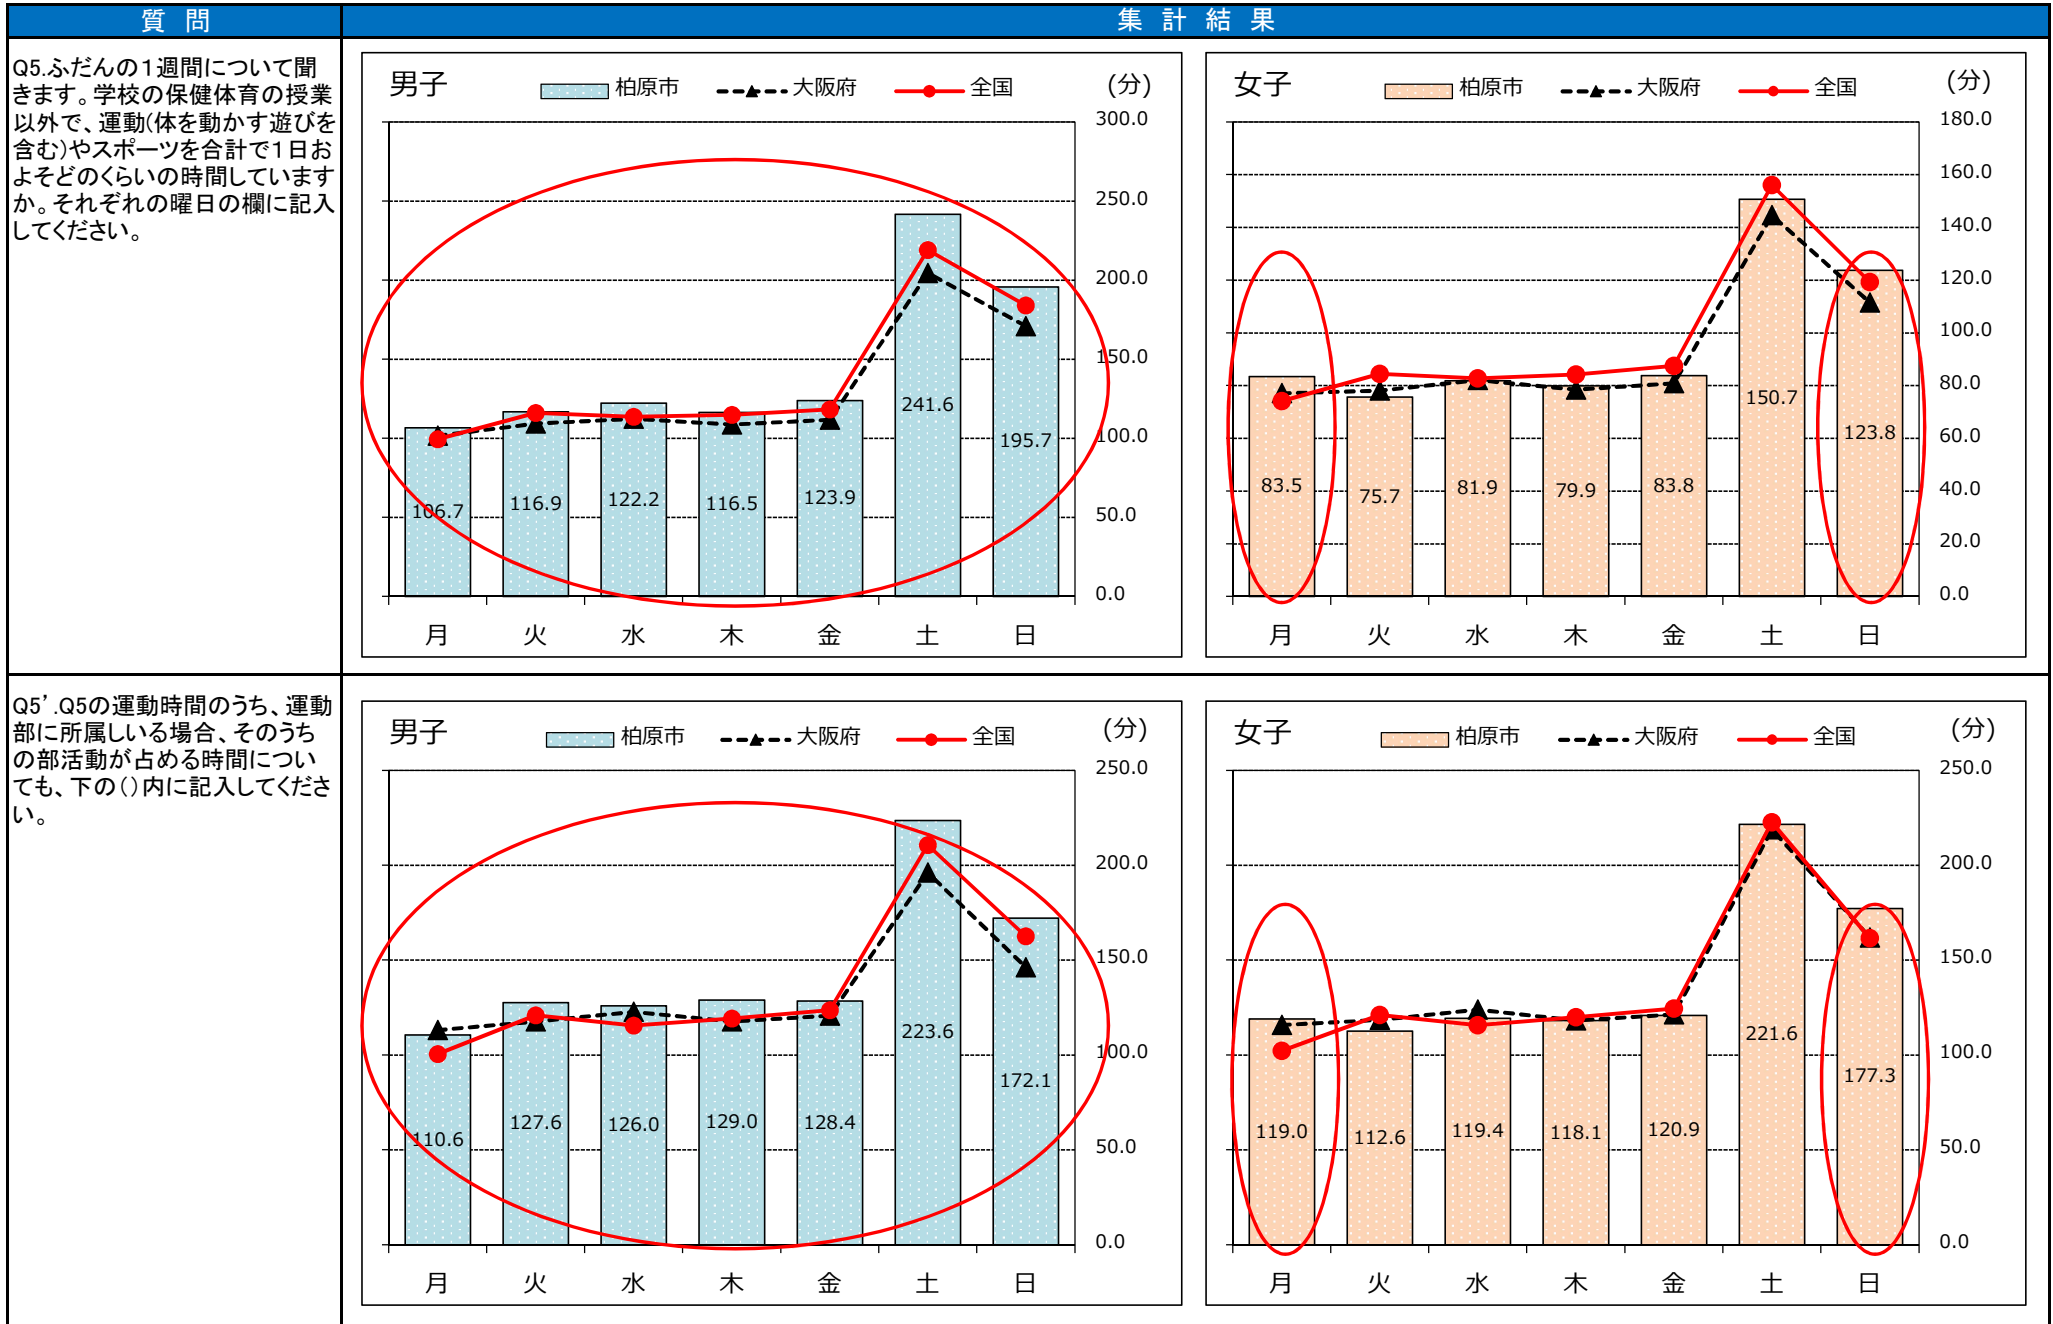 質 問
集 計 結 果
Q5.ふだんの1週間について聞
きます。学校の保健体育の授業
以外で、運動(体を動かす遊びを
含む)やスポーツを合計で1日お
よそどのくらいの時間しています
か。それぞれの曜日の欄に記入
してください。
男子 柏原市 大阪府 全国 (分)
300.0
250.0
200.0
150.0
100.0
50.0
0.0
106.7 116.9 122.2 116.5 123.9 241.6 195.7
月 火 水 木 金 土 日
女子 柏原市 大阪府 全国 (分)
180.0
160.0
140.0
120.0
100.0
80.0
60.0
40.0
20.0
0.0
83.5 75.7 81.9 79.9 83.8 150.7 123.8
月 火 水 木 金 土 日
Q5’.Q5の運動時間のうち、運動
部に所属しいる場合、そのうち
の部活動が占める時間につい
ても、下の()内に記入してくださ
い。
男子 柏原市 大阪府 全国 (分)
250.0
200.0
150.0
100.0
50.0
0.0
110.6 127.6 126.0 129.0 128.4 223.6 172.1
月 火 水 木 金 土 日
女子 柏原市 大阪府 全国 (分)
250.0
200.0
150.0
100.0
50.0
0.0
119.0 112.6 119.4 118.1 120.9 221.6 177.3
月 火 水 木 金 土 日